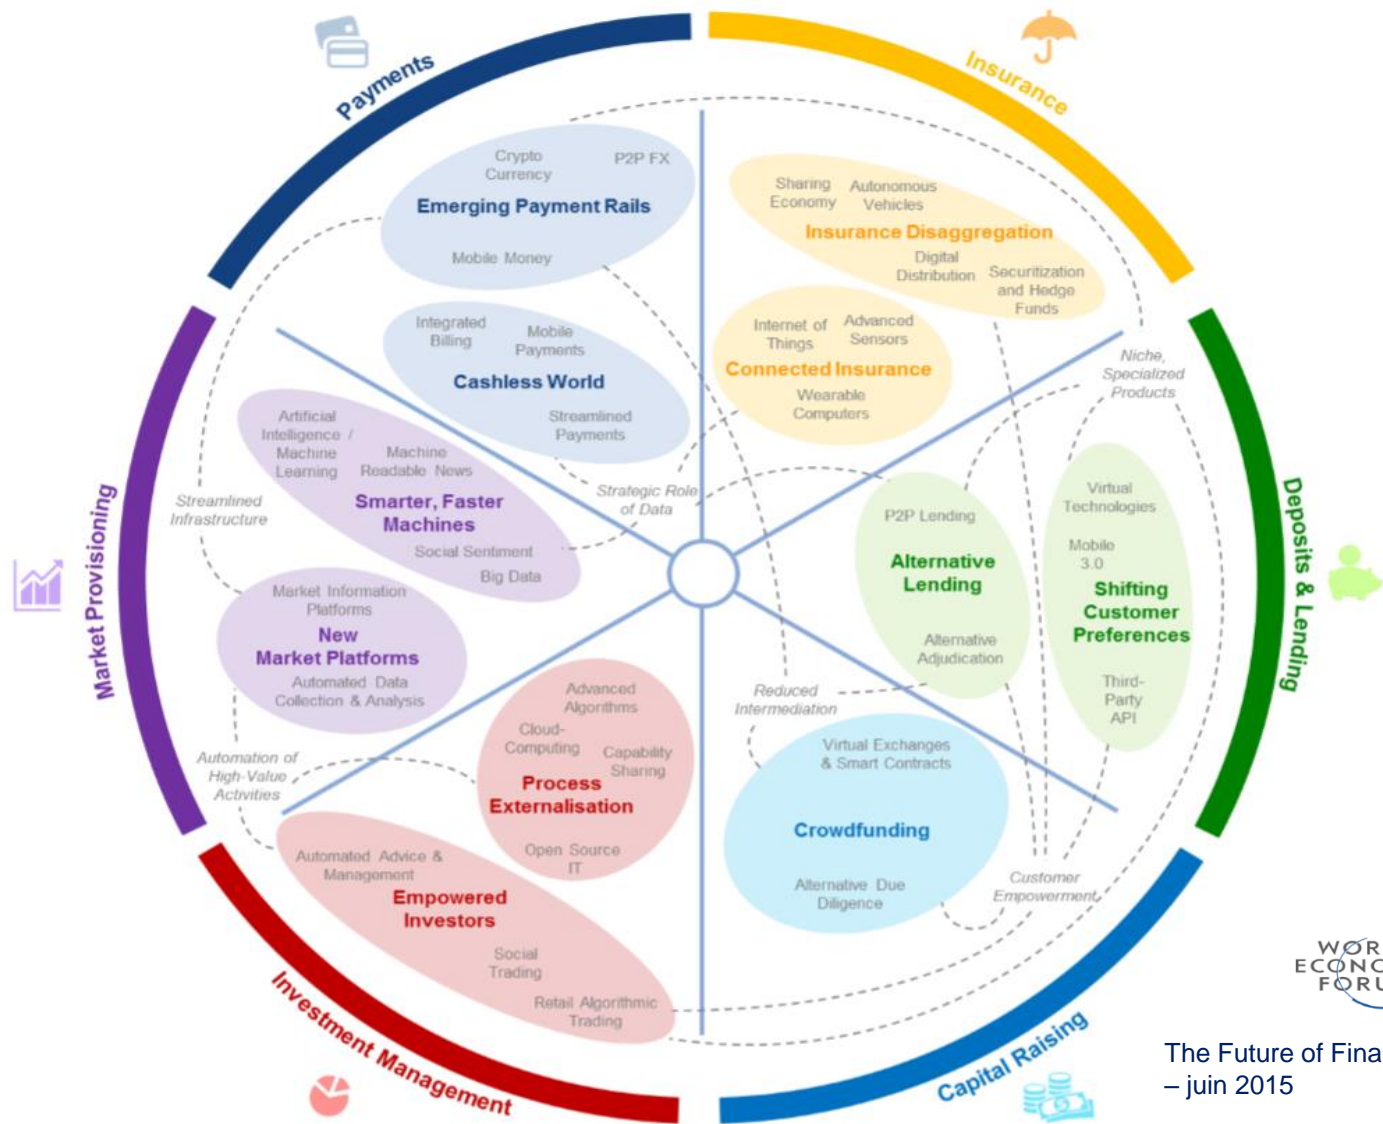 Payments
Insurance
Crypto
Currency
P2P FX
Emerging Payment Rails
Mobile Money
Sharing
Economy
Autonomous
Vehicles
Insurance Disaggregation
Digital
Distribution
Securitization
and Hedge
Funds
Integrated
Billing
Mobile
Payments
Cashless World
Streamlined
Payments
Internet of
Things
Advanced
Sensors
Connected Insurance
Wearable
Computers
Niche,
Specialized
Products
Artificial
Intelligence /
Machine
Learning
Machine
Readable News
Smarter, Faster
Machines
Social Sentiment
Big Data
Streamlined
Infrastructure
Strategic Role
of Data
Market Provisioning
Deposits & Lending
P2P Lending
Alternative
Lending
Alternative
Adjudication
Virtual
Technologies
Mobile
3.0
Shifting
Customer
Preferences
Third-
Party
API
Market Information
Platforms
New
Market Platforms
Automated Data
Collection & Analysis
Automation of
High-Value
Activities
Advanced
Algorithms
Cloud-
Computing
Capability
Sharing
Process
Externalisation
Open Source
IT
Reduced
Intermediation
Virtual Exchanges
& Smart Contracts
Crowdfunding
Alternative Due
Diligence
Customer
Empowerment
Automated Advice &
Management
Empowered
Investors
Social
Trading
Retail Algorithmic
Trading
Investment Management
Capital Raising
The Future of
– juin 2015